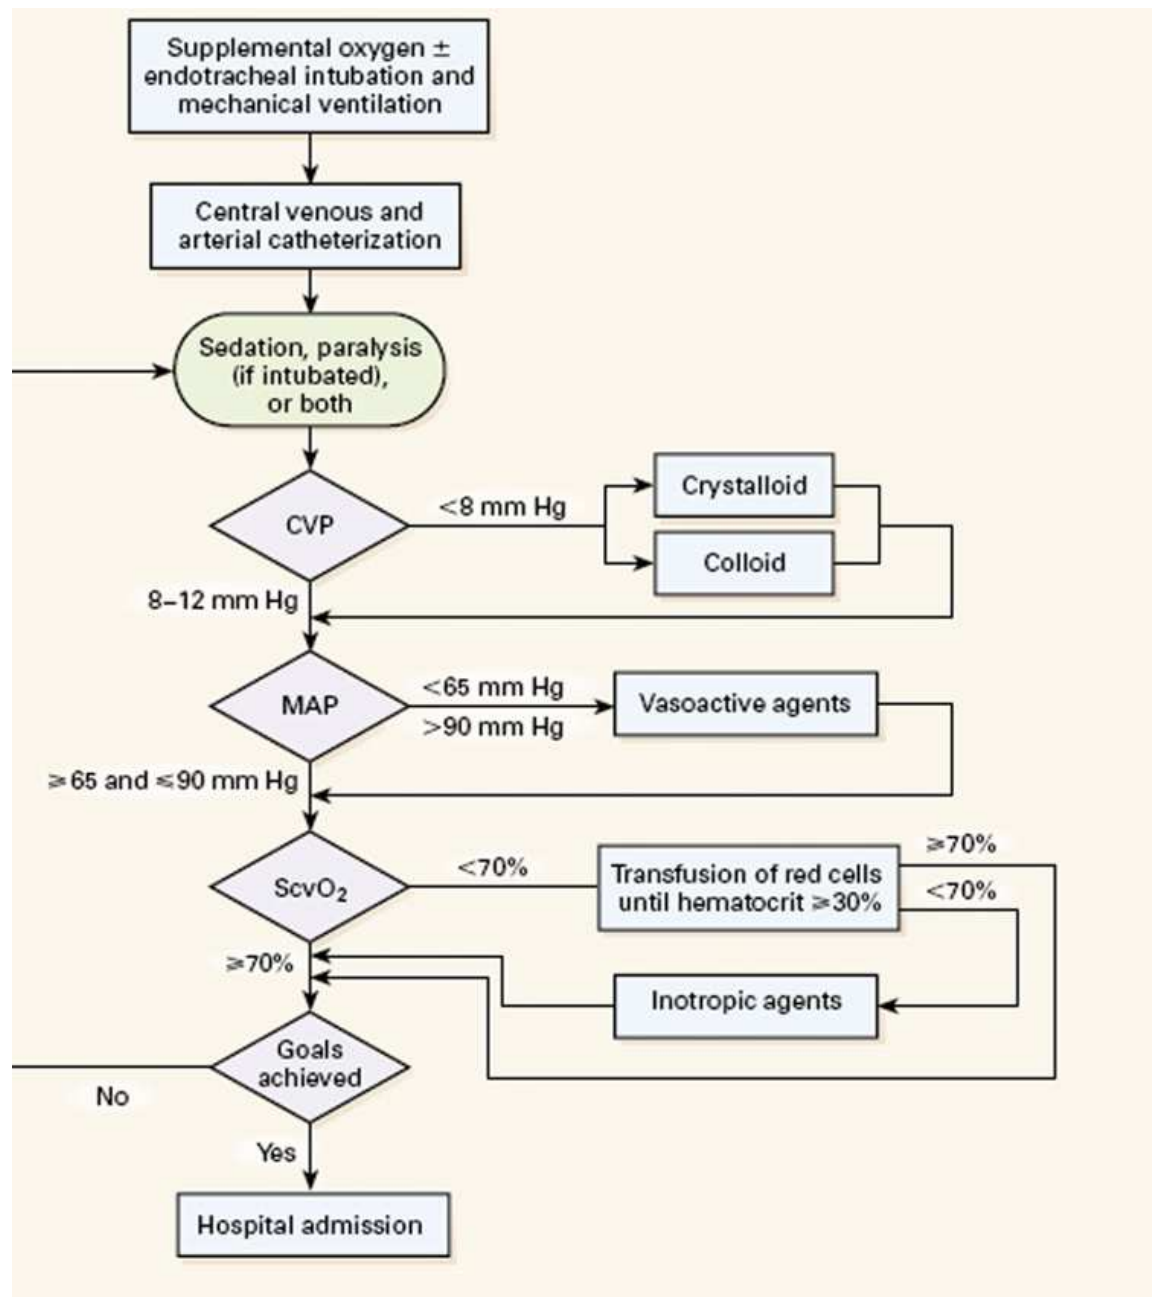 Supplemental oxygen ±
endotracheal intubation and
mechanical ventilation
Central venous and
arterial catheterization
Sedation, paralysis
(if intubated),
or both
CVP
<8 mm Hg
Crystalloid
Colloid
8–12 mm Hg
MAP
<65 mm Hg
>90 mm Hg
Vasoactive agents
⩾65 and ⩽90 mm Hg
ScvO₂
<70%
Transfusion of red cells
until hematocrit ⩾30%
⩾70%
<70%
⩾70%
Inotropic agents
Goals
achieved
No
Yes
Hospital admission